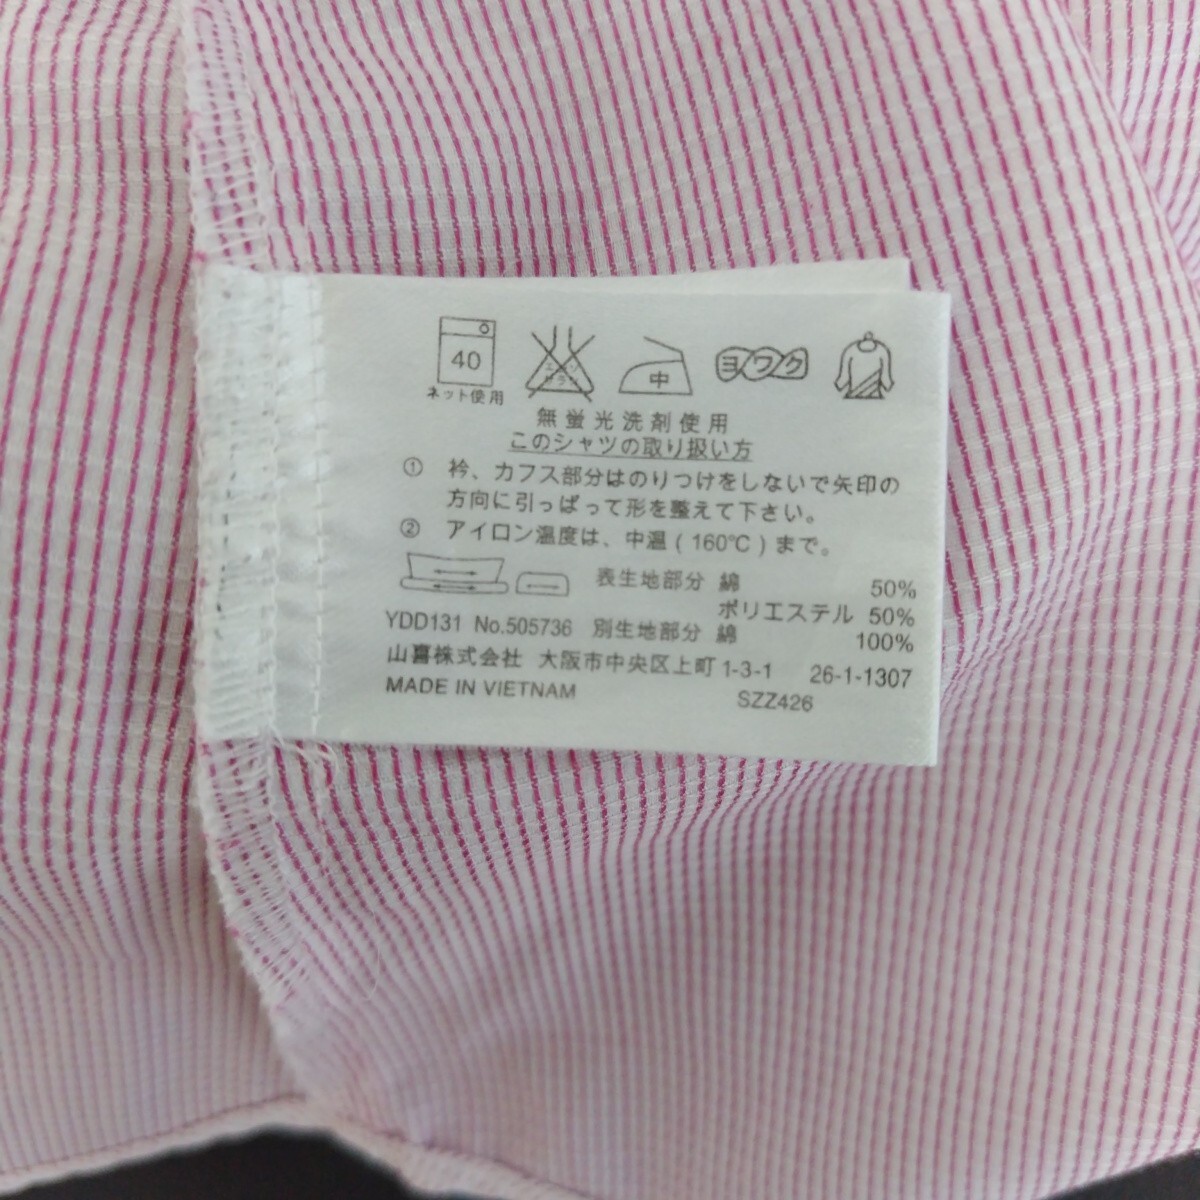 40
ネット使用
中
ヨワク
無蛍光洗剤使用
このシャツの取り扱い方
① 衿、カフス部分はのりつけをしないで矢印の
方向に引っぱって形を整えて下さい。
② アイロン温度は、中温(160℃)まで。
表生地部分 綿 50%
ポリエステル 50%
YDD131 No.505736 別生地部分 綿 100%
山喜株式会社 大阪市中央区上町1-3-1 26-1-1307
MADE IN VIETNAM SZZ426